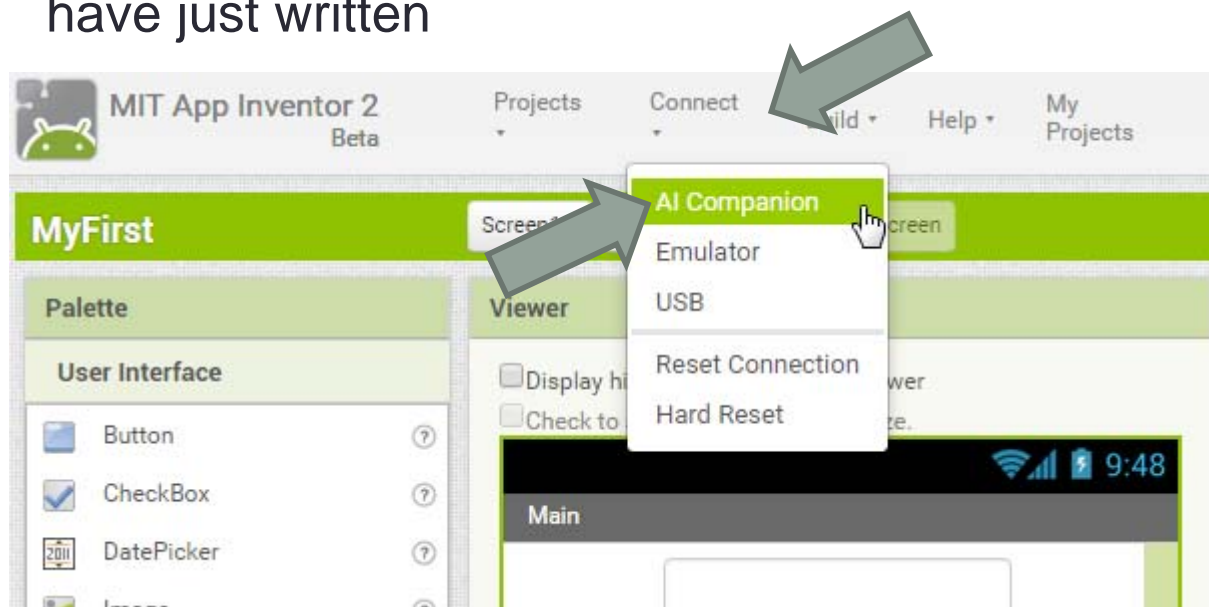 have just written
MIT App Inventor 2
Beta
Projects
Connect
Help
My
Projects
MyFirst
AI Companion
Emulator
USB
Reset Connection
Hard Reset
Palette
Viewer
User Interface
Display
Check to
Button
CheckBox
DatePicker
9:48
Main